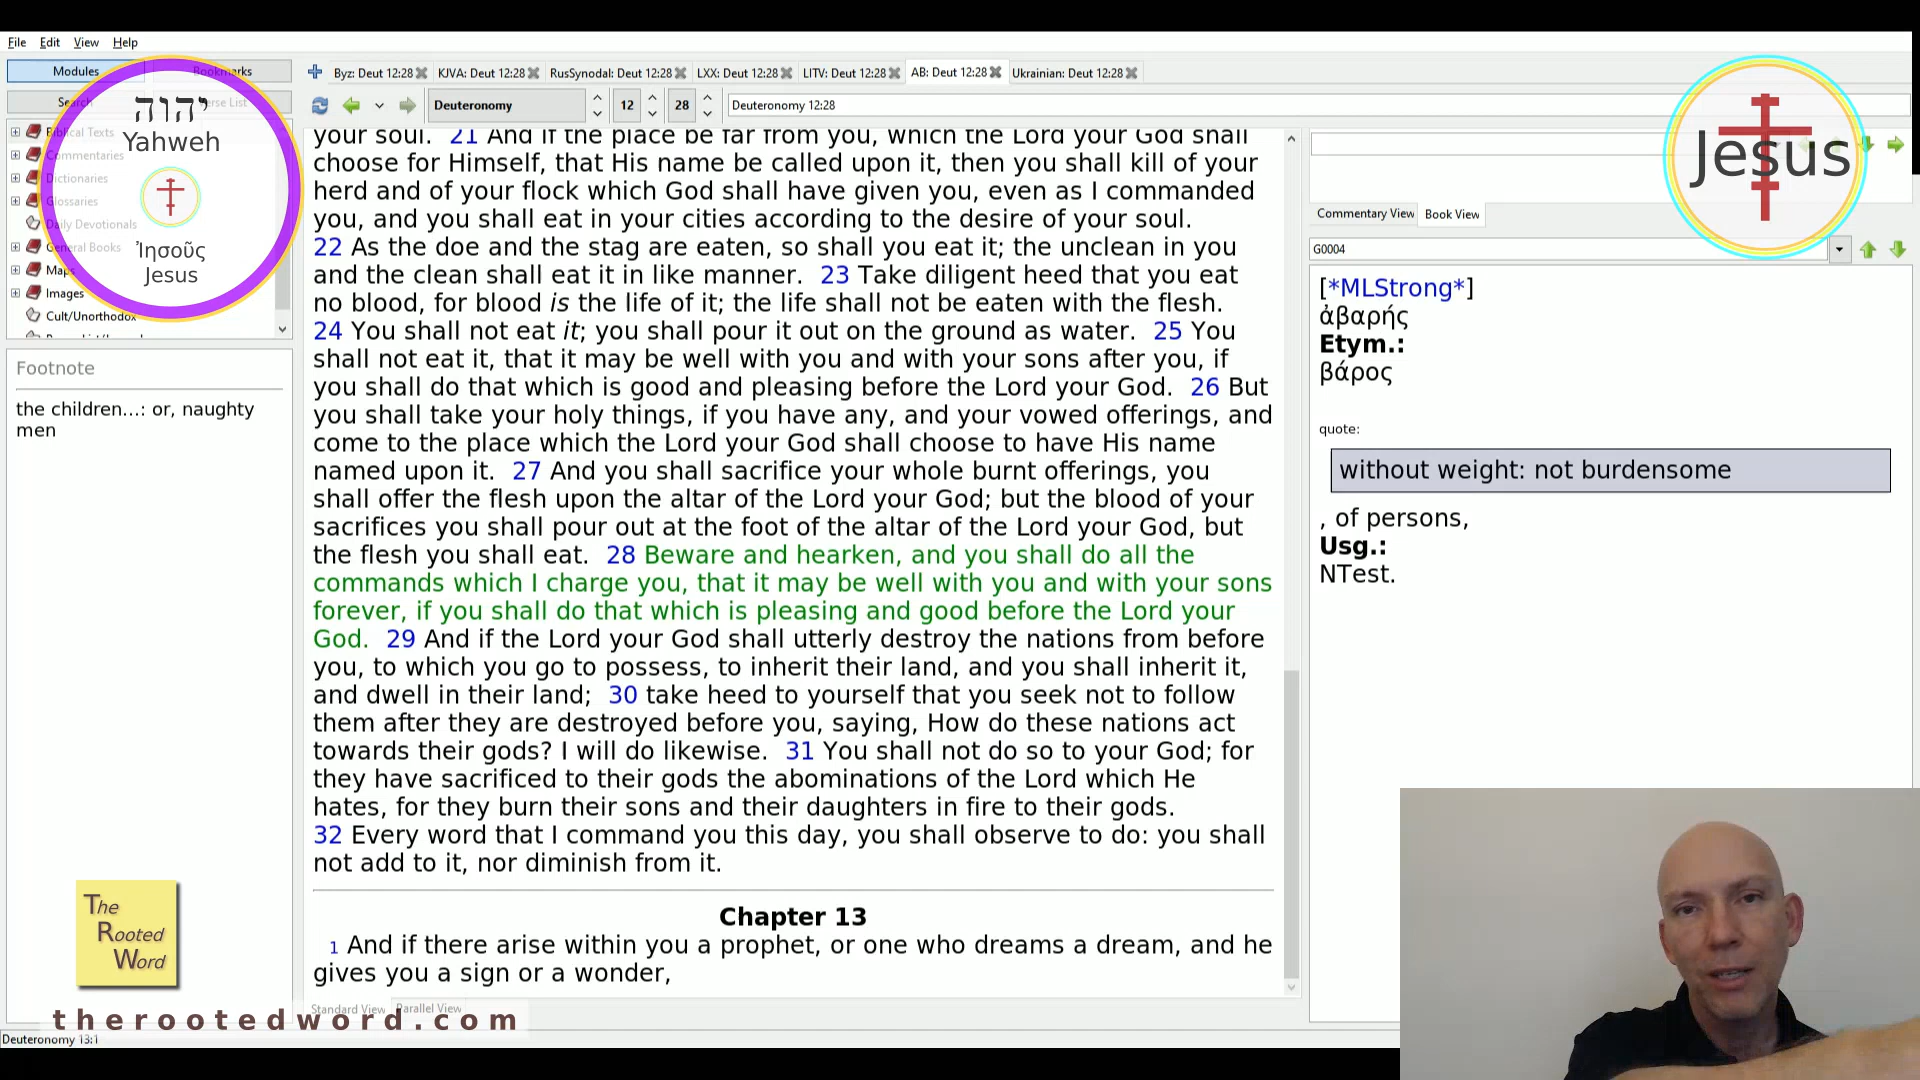 File Edit View Help
Modules Bookmarks
Byz: Deut 12:28 KJVA: Deut 12:28 RusSynodal: Deut 12:28 LXX: Deut 12:28 LITV: Deut 12:28 AB: Deut 12:28 Ukrainian: Deut 12:28
Deuteronomy 12 28 Deuteronomy 12:28
יהוה
Yahweh
Ἰησοῦς
Jesus
Biblical Texts
Commentaries
Dictionaries
Glossaries
Daily Devotionals
General Books
Maps
Images
Cult/Unorthodox
Footnote
the children...: or, naughty
men
The
Rooted
Word
therootedword.com
Deuteronomy 13:1
your soul. 21 And if the place be far from you, which the Lord your God shall
choose for Himself, that His name be called upon it, then you shall kill of your
herd and of your flock which God shall have given you, even as I commanded
you, and you shall eat in your cities according to the desire of your soul.
22 As the doe and the stag are eaten, so shall you eat it; the unclean in you
and the clean shall eat it in like manner. 23 Take diligent heed that you eat
no blood, for blood is the life of it; the life shall not be eaten with the flesh.
24 You shall not eat it; you shall pour it out on the ground as water. 25 You
shall not eat it, that it may be well with you and with your sons after you, if
you shall do that which is good and pleasing before the Lord your God. 26 But
you shall take your holy things, if you have any, and your vowed offerings, and
come to the place which the Lord your God shall choose to have His name
named upon it. 27 And you shall sacrifice your whole burnt offerings, you
shall offer the flesh upon the altar of the Lord your God; but the blood of your
sacrifices you shall pour out at the foot of the altar of the Lord your God, but
the flesh you shall eat. 28 Beware and hearken, and you shall do all the
commands which I charge you, that it may be well with you and with your sons
forever, if you shall do that which is pleasing and good before the Lord your
God. 29 And if the Lord your God shall utterly destroy the nations from before
you, to which you go to possess, to inherit their land, and you shall inherit it,
and dwell in their land; 30 take heed to yourself that you seek not to follow
them after they are destroyed before you, saying, How do these nations act
towards their gods? I will do likewise. 31 You shall not do so to your God; for
they have sacrificed to their gods the abominations of the Lord which He
hates, for they burn their sons and their daughters in fire to their gods.
32 Every word that I command you this day, you shall observe to do: you shall
not add to it, nor diminish from it.
Chapter 13
1 And if there arise within you a prophet, or one who dreams a dream, and he
gives you a sign or a wonder,
Standard View Parallel View
Jesus
Commentary View Book View
G0004
[*MLStrong*]
ἀβαρής
Etym.:
βάρος
quote:
without weight: not burdensome
, of persons,
Usg.:
NTest.